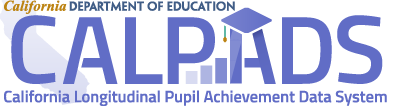 California DEPARTMENT OF EDUCATION
CALPADS
California Longitudinal Pupil Achievement Data System